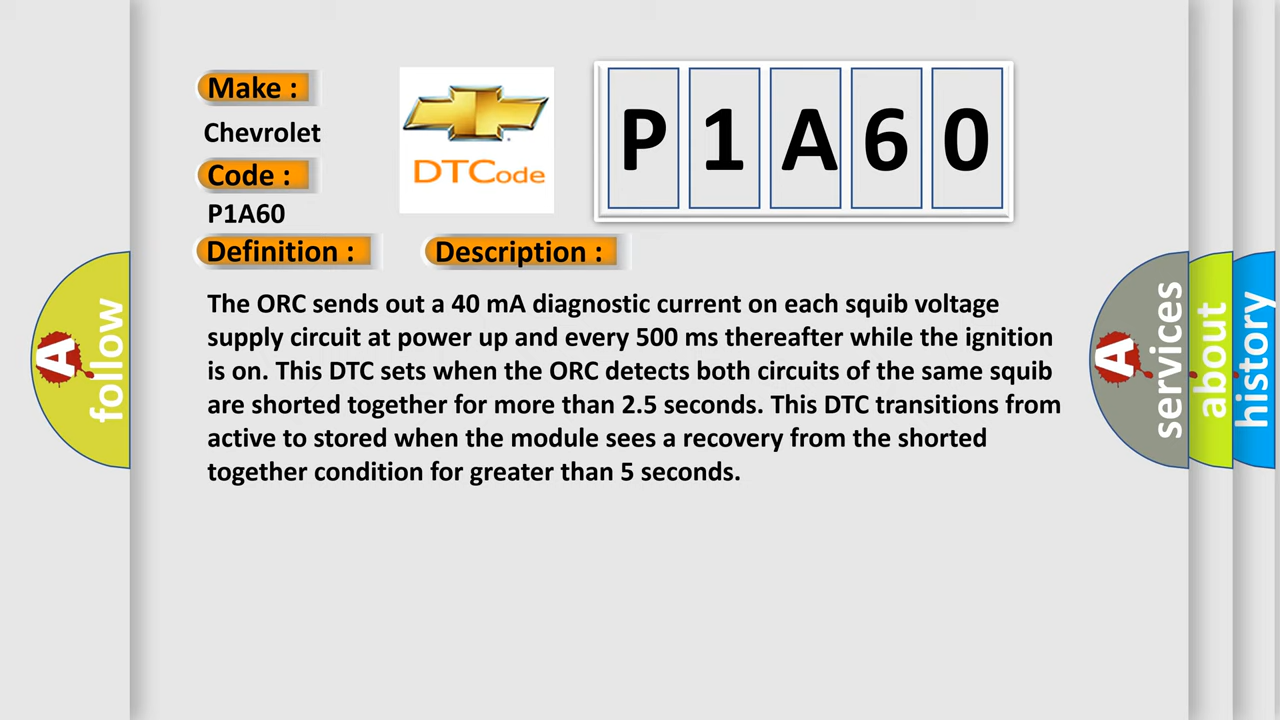 Make :
Chevrolet
Code :
P1A60
Definition :
Description :
DTCode
P1A60
The ORC sends out a 40 mA diagnostic current on each squib voltage
supply circuit at power up and every 500 ms thereafter while the ignition
is on. This DTC sets when the ORC detects both circuits of the same squib
are shorted together for more than 2.5 seconds. This DTC transitions from
active to stored when the module sees a recovery from the shorted
together condition for greater than 5 seconds.
A follow
A services
about
history